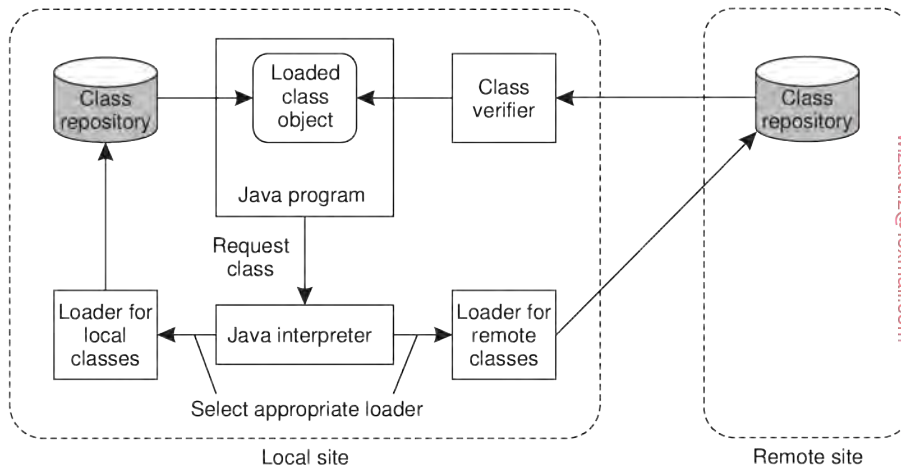 Class
repository
Loaded
class
object
Class
verifier
Class
repository
Java program
Request
class
Loader for
local
classes
Java interpreter
Loader for
remote
classes
Select appropriate loader
Local site
Remote site